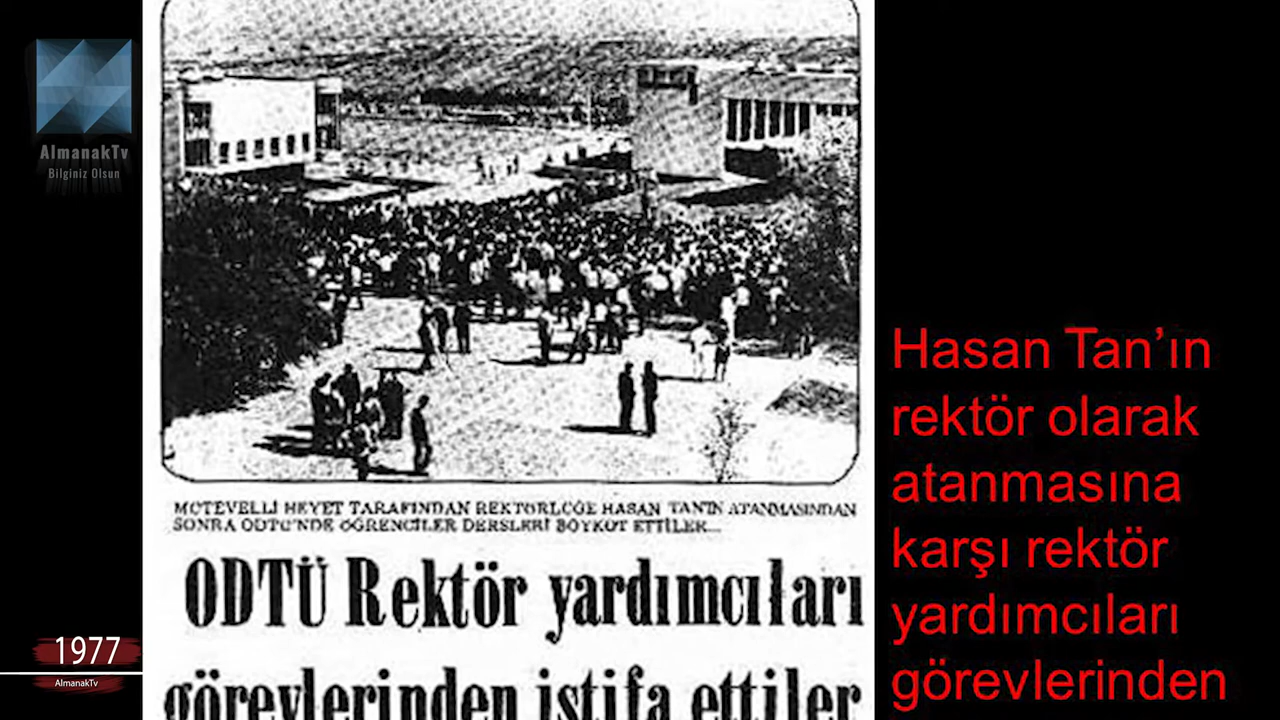 AlmanakTv
Bilginiz Olsun
MÜTEVELLİ HEYET TARAFINDAN REKTÖRLÜĞE HASAN TAN'IN ATANMASINDAN
SONRA ODTÜ'NDE ÖĞRENCİLER DERSLERİ BOYKOT ETTİLER...
ODTÜ Rektör yardımcıları
görevlerinden istifa ettiler
Hasan Tan’ın
rektör olarak
atanmasına
karşı rektör
yardımcıları
görevlerinden
1977
AlmanakTv